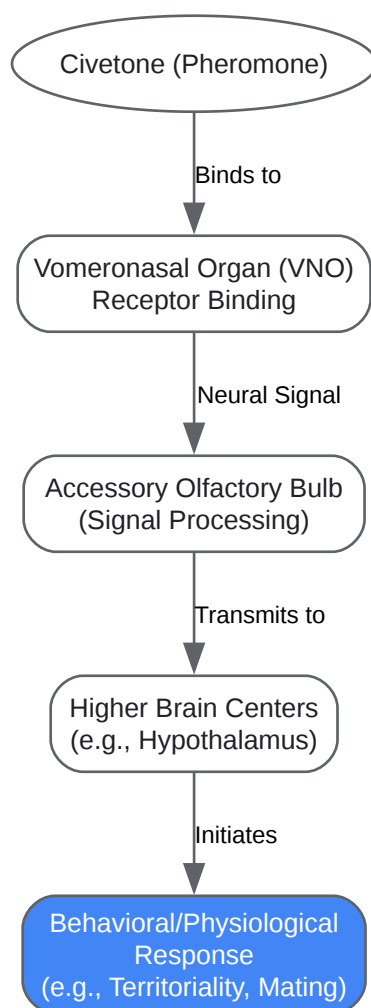 Civetone (Pheromone)
Binds to
Vomeronasal Organ (VNO)
Receptor Binding
Neural Signal
Accessory Olfactory Bulb
(Signal Processing)
Transmits to
Higher Brain Centers
(e.g., Hypothalamus)
Initiates
Behavioral/Physiological
Response
(e.g., Territoriality, Mating)